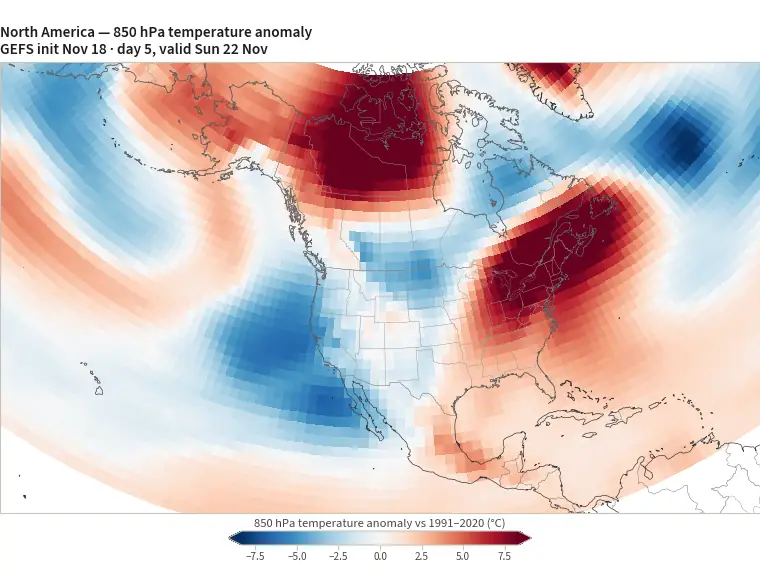 North America — 850 hPa temperature anomaly
GEFS init Nov 18 · day 5, valid Sun 22 Nov
850 hPa temperature anomaly vs 1991–2020 (°C)
−7.5 −5.0 −2.5 0.0 2.5 5.0 7.5